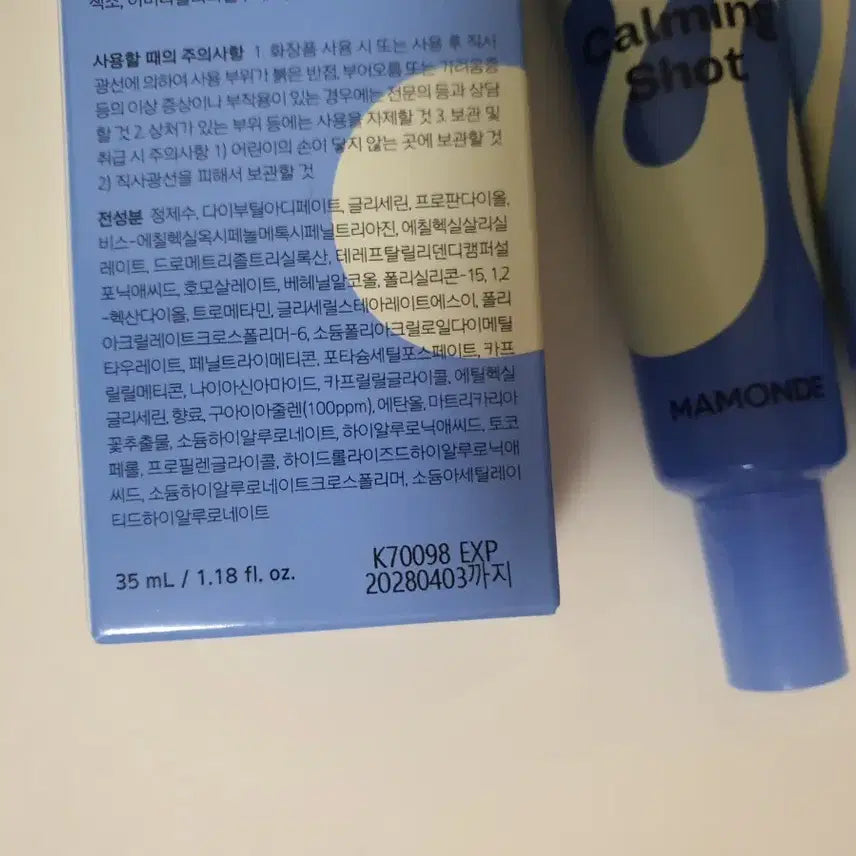 사용할 때의 주의사항 1 화장품 사용 시 또는 사용 후 직사
광선에 의하여 사용 부위가 붉은 반점, 부어오름 또는 가려움증
등의 이상 증상이나 부작용이 있는 경우에는 전문의 등과 상담
할 것 2. 상처가 있는 부위 등에는 사용을 자제할 것 3. 보관 및
취급 시 주의사항 1) 어린이의 손이 닿지 않는 곳에 보관할 것
2) 직사광선을 피해서 보관할 것
전성분 정제수, 다이부틸아디페이트, 글리세린, 프로판다이올,
비스-에칠헥실옥시페놀메톡시페닐트리아진, 에칠헥실살리실
레이트, 드로메트리졸트리실록산, 테레프탈릴리덴디캠퍼설
포닉애씨드, 호모살레이트, 베헤닐알코올, 폴리실리콘-15, 1,2
-헥산다이올, 트로메타민, 글리세릴스테아레이트에스이, 폴리
아크릴레이트크로스폴리머-6, 소듐폴리아크릴로일다이메틸
타우레이트, 페닐트라이메티콘, 포타슘세틸포스페이트, 카프
릴릴메티콘, 나이아신아마이드, 카프릴릴글라이콜, 에틸헥실
글리세린, 향료, 구아이아줄렌(100ppm), 에탄올, 마트리카리아
꽃추출물, 소듐하이알루로네이트, 하이알루로닉애씨드, 토코
페롤, 프로필렌글라이콜, 하이드롤라이즈드하이알루로닉애
씨드, 소듐하이알루로네이트크로스폴리머, 소듐아세틸레이
티드하이알루로네이트
35 mL / 1.18 fl. oz.
K70098 EXP
20280403까지
Calming
Shot
MAMONDE